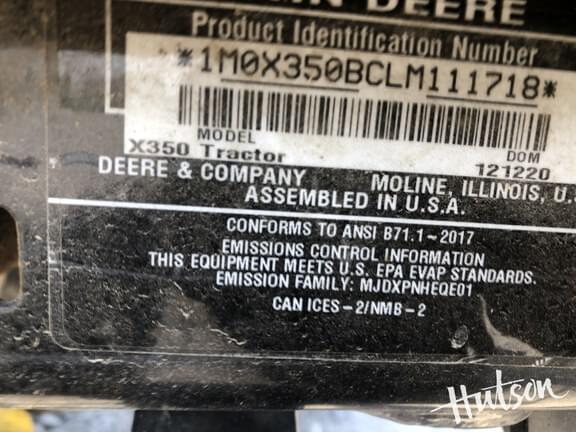 DEERE
Product Identification Number
*1M0X350BCLM111718*
MODEL
X350 Tractor
DOM
121220
DEERE & COMPANY MOLINE, ILLINOIS, U.S
ASSEMBLED IN U.S.A.
CONFORMS TO ANSI B71.1-2017
EMISSIONS CONTROL INFORMATION
THIS EQUIPMENT MEETS U.S. EPA EVAP STANDARDS.
EMISSION FAMILY: MJDXPNHEQE01
CAN ICES-2/NMB-2
Hutson